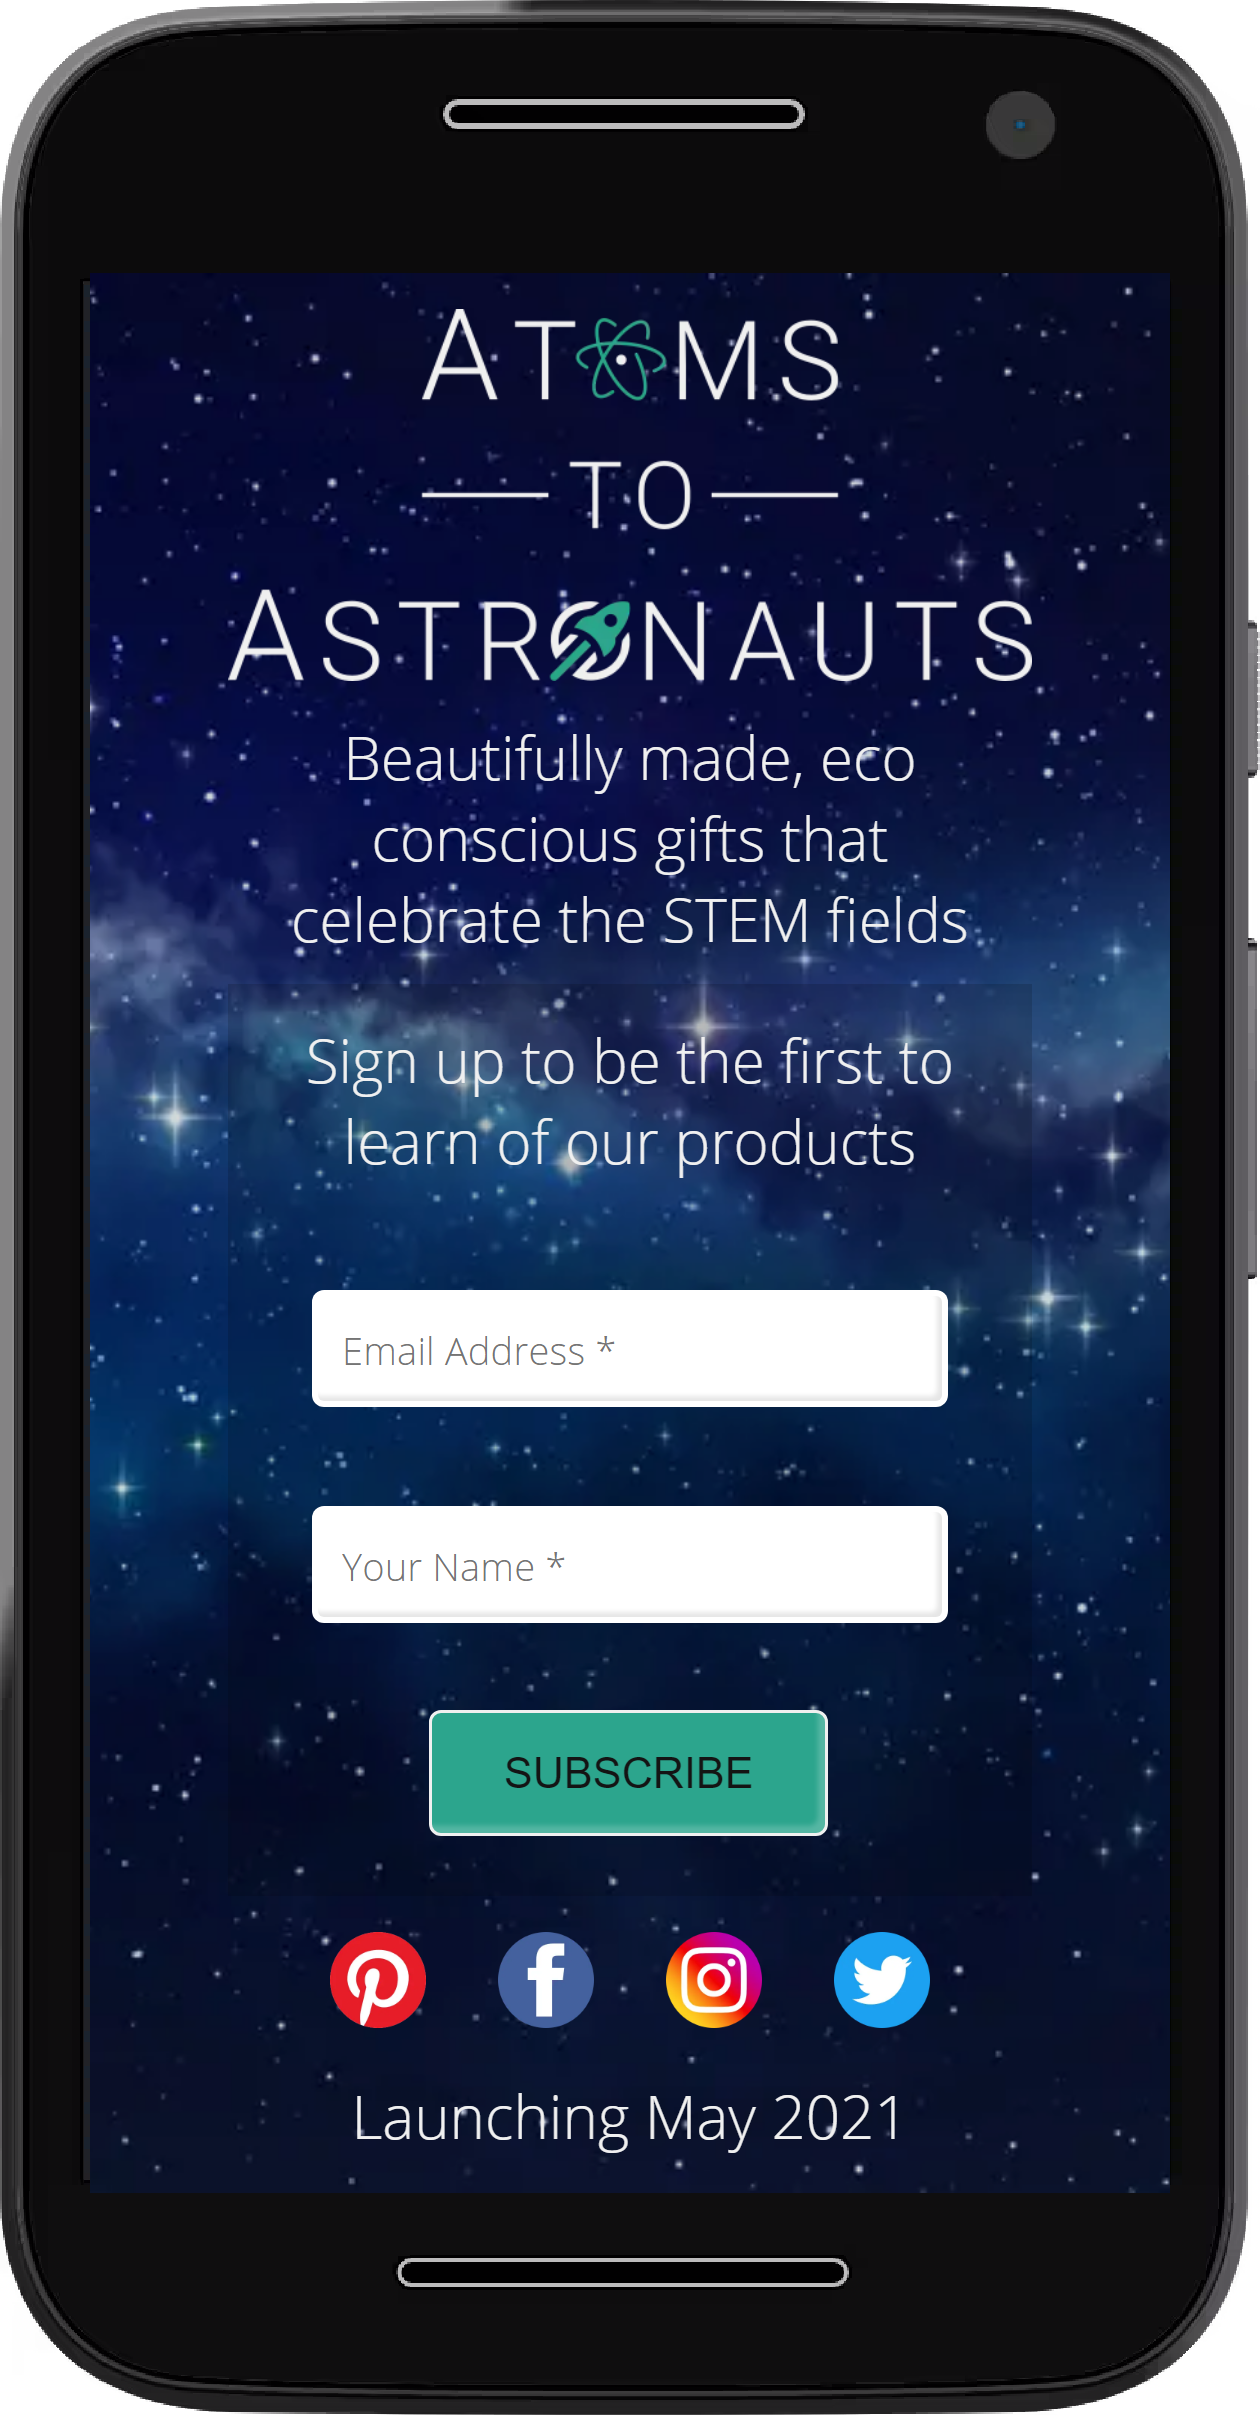 ATOMS
TO
ASTRONAUTS
Beautifully made, eco
conscious gifts that
celebrate the STEM fields
Sign up to be the first to
learn of our products
Email Address *
Your Name *
SUBSCRIBE
Launching May 2021